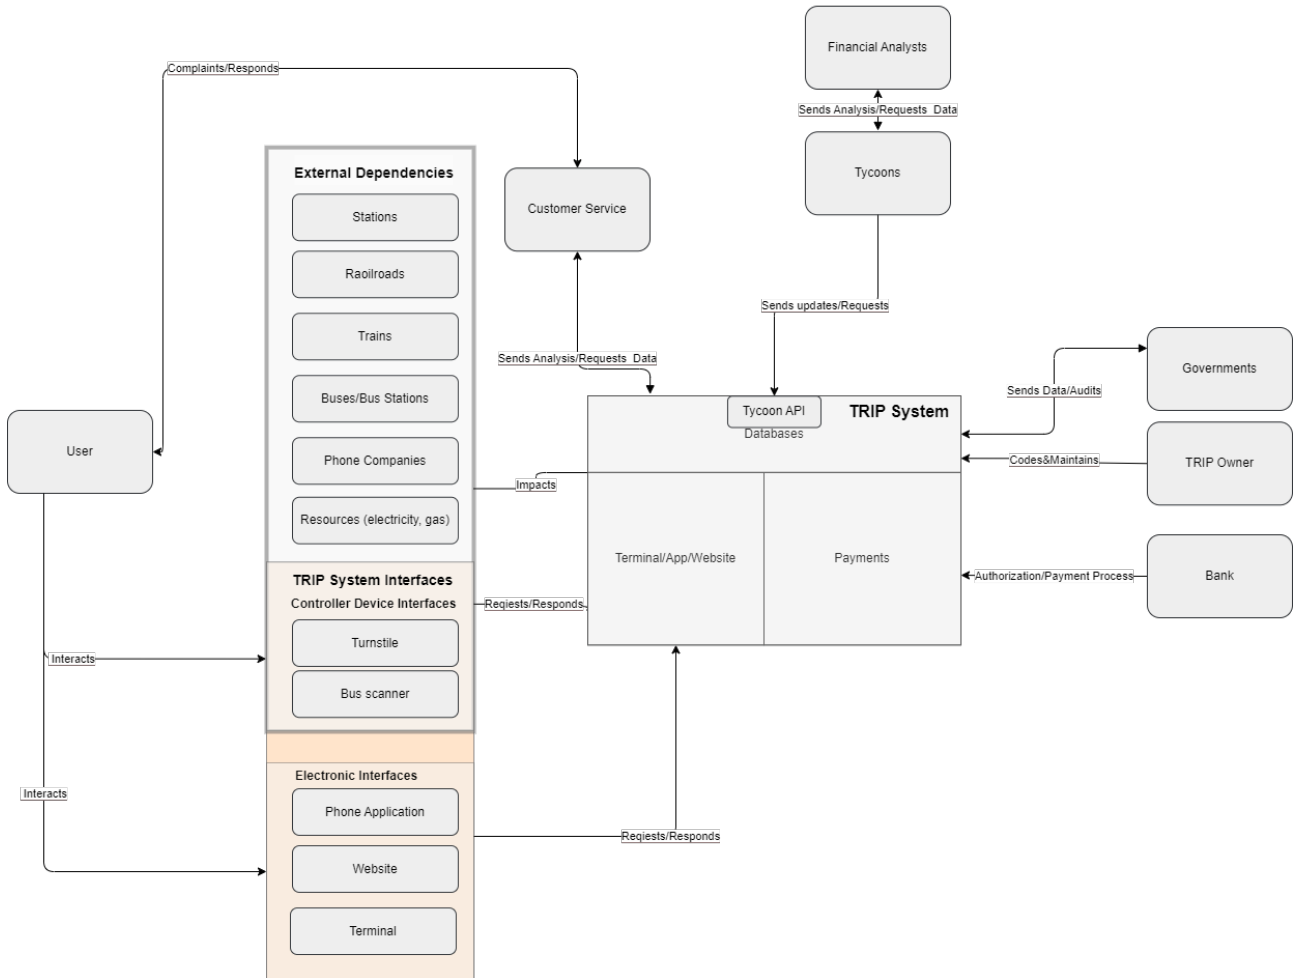 Financial Analysts
Complaints/Responds
Sends Analysis/Requests  Data
External Dependencies
Stations
Customer Service
Tycoons
Raoilroads
Sends updates/Requests
Trains
Sends Analysis/Requests  Data
Governments
Buses/Bus Stations
Sends Data/Audits
Tycoon API
TRIP System
Databases
User
Phone Companies
Codes&Maintains
TRIP Owner
Impacts
Resources (electricity, gas)
Terminal/App/Website
Payments
TRIP System Interfaces
Authorization/Payment Process
Bank
Controller Device Interfaces
Reqiests/Responds
Turnstile
Interacts
Bus scanner
Electronic Interfaces
Interacts
Phone Application
Reqiests/Responds
Website
Terminal